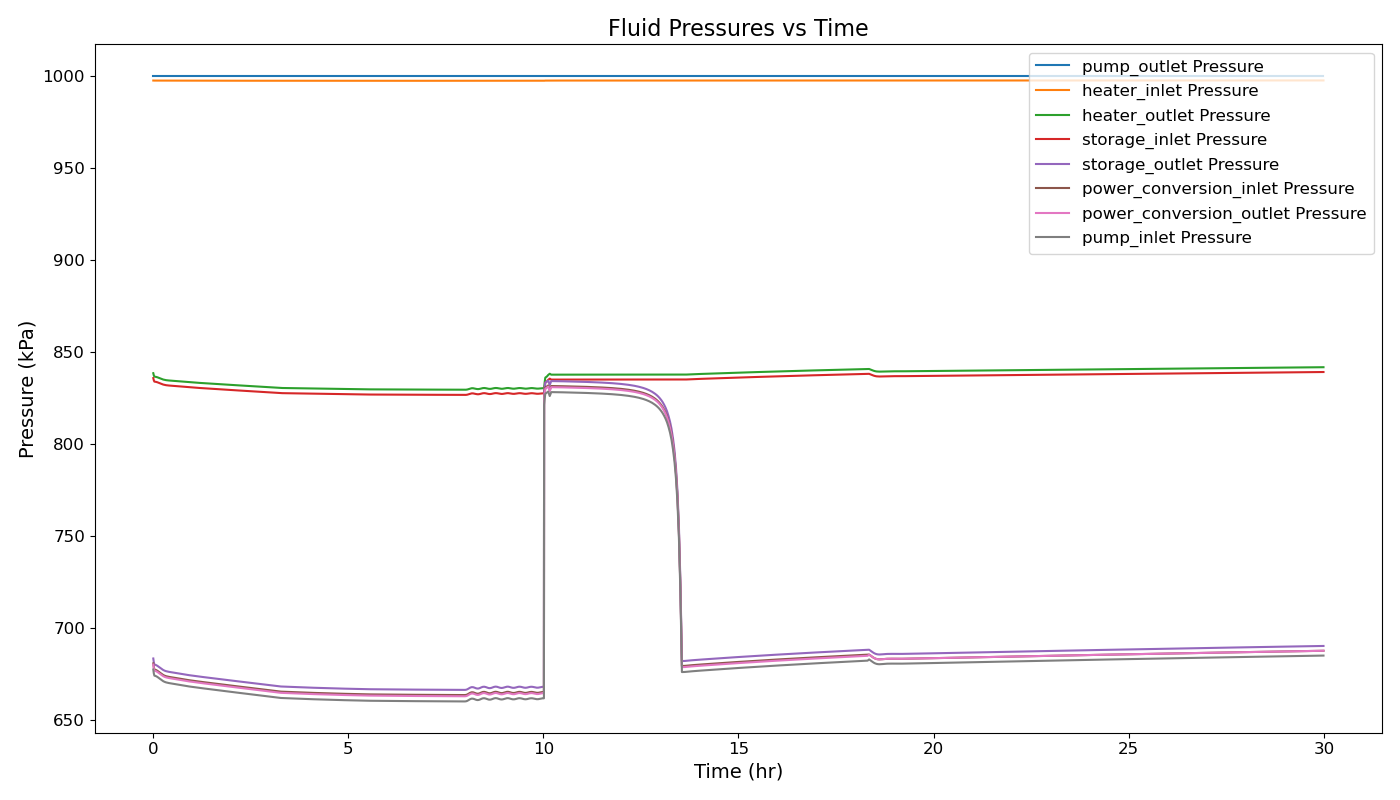 Fluid Pressures vs Time
pump_outlet Pressure
heater_inlet Pressure
heater_outlet Pressure
storage_inlet Pressure
storage_outlet Pressure
power_conversion_inlet Pressure
power_conversion_outlet Pressure
pump_inlet Pressure
Pressure (kPa)
1000
950
900
850
800
750
700
650
0 5 10 15 20 25 30
Time (hr)